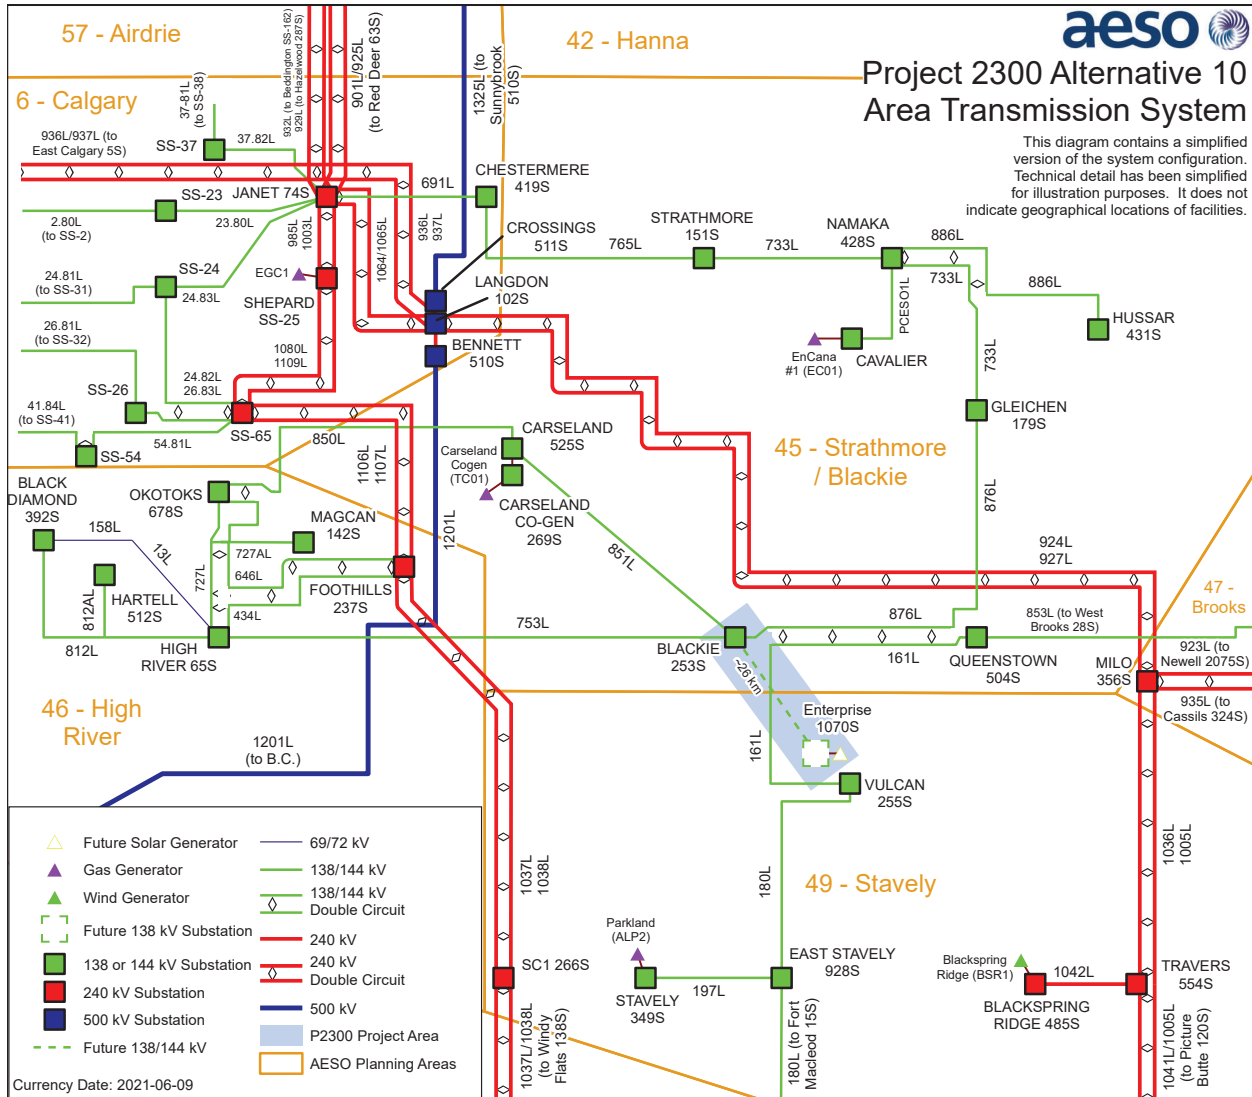 57 - Airdrie
42 - Hanna
aeso
Project 2300 Alternative 10
Area Transmission System
This diagram contains a simplified
version of the system configuration.
Technical detail has been simplified
for illustration purposes. It does not
indicate geographical locations of facilities.
6 - Calgary
37-81L
(to SS-38)
932L (to Beddington SS-162)
929L (to Hazelwood 287S)
901L/925L
(to Red Deer 63S)
1325L (to
Sunnybrook
510S)
936L/937L (to
East Calgary 5S)
SS-37
37.82L
SS-23
JANET 74S
691L
CHESTERMERE
419S
2.80L
(to SS-2)
23.80L
985L
1003L
1064/1065L
936L
937L
CROSSINGS
511S
STRATHMORE
151S
NAMAKA
428S
886L
765L
733L
733L
886L
24.81L
(to SS-31)
SS-24
24.83L
EGC1
SHEPARD
SS-25
LANGDON
102S
PCESO1L
HUSSAR
431S
26.81L
(to SS-32)
1080L
1109L
BENNETT
510S
EnCana
#1 (EC01)
CAVALIER
733L
SS-26
24.82L
26.83L
41.84L
(to SS-41)
SS-65
54.81L
SS-54
850L
1106L
1107L
Carseland
Cogen
(TC01)
CARSELAND
525S
GLEICHEN
179S
45 - Strathmore
/ Blackie
BLACK
DIAMOND
392S
OKOTOKS
678S
CARSELAND
CO-GEN
269S
876L
158L
13L
MAGCAN
142S
727AL
727L
646L
434L
FOOTHILLS
237S
1201L
851L
924L
927L
47 -
Brooks
812AL
HARTELL
512S
812L
HIGH
RIVER 65S
753L
BLACKIE
253S
876L
161L
853L (to West
Brooks 28S)
QUEENSTOWN
504S
MILO
356S
923L (to
Newell 2075S)
935L (to
Cassils 324S)
~26 km
46 - High
River
Enterprise
1070S
1201L
(to B.C.)
161L
VULCAN
255S
Future Solar Generator
Gas Generator
Wind Generator
Future 138 kV Substation
138 or 144 kV Substation
240 kV Substation
500 kV Substation
Future 138/144 kV
69/72 kV
138/144 kV
138/144 kV
Double Circuit
240 kV
240 kV
Double Circuit
500 kV
P2300 Project Area
AESO Planning Areas
Currency Date: 2021-06-09
1037L
1038L
180L
49 - Stavely
1036L
1005L
Parkland
(ALP2)
SC1 266S
STAVELY
349S
197L
EAST STAVELY
928S
Blackspring
Ridge (BSR1)
1042L
BLACKSPRING
RIDGE 485S
TRAVERS
554S
1037L/1038L
(to Windy
Flats 138S)
180L (to Fort
Macleod 15S)
1041L/1005L
(to Picture
Butte 120S)